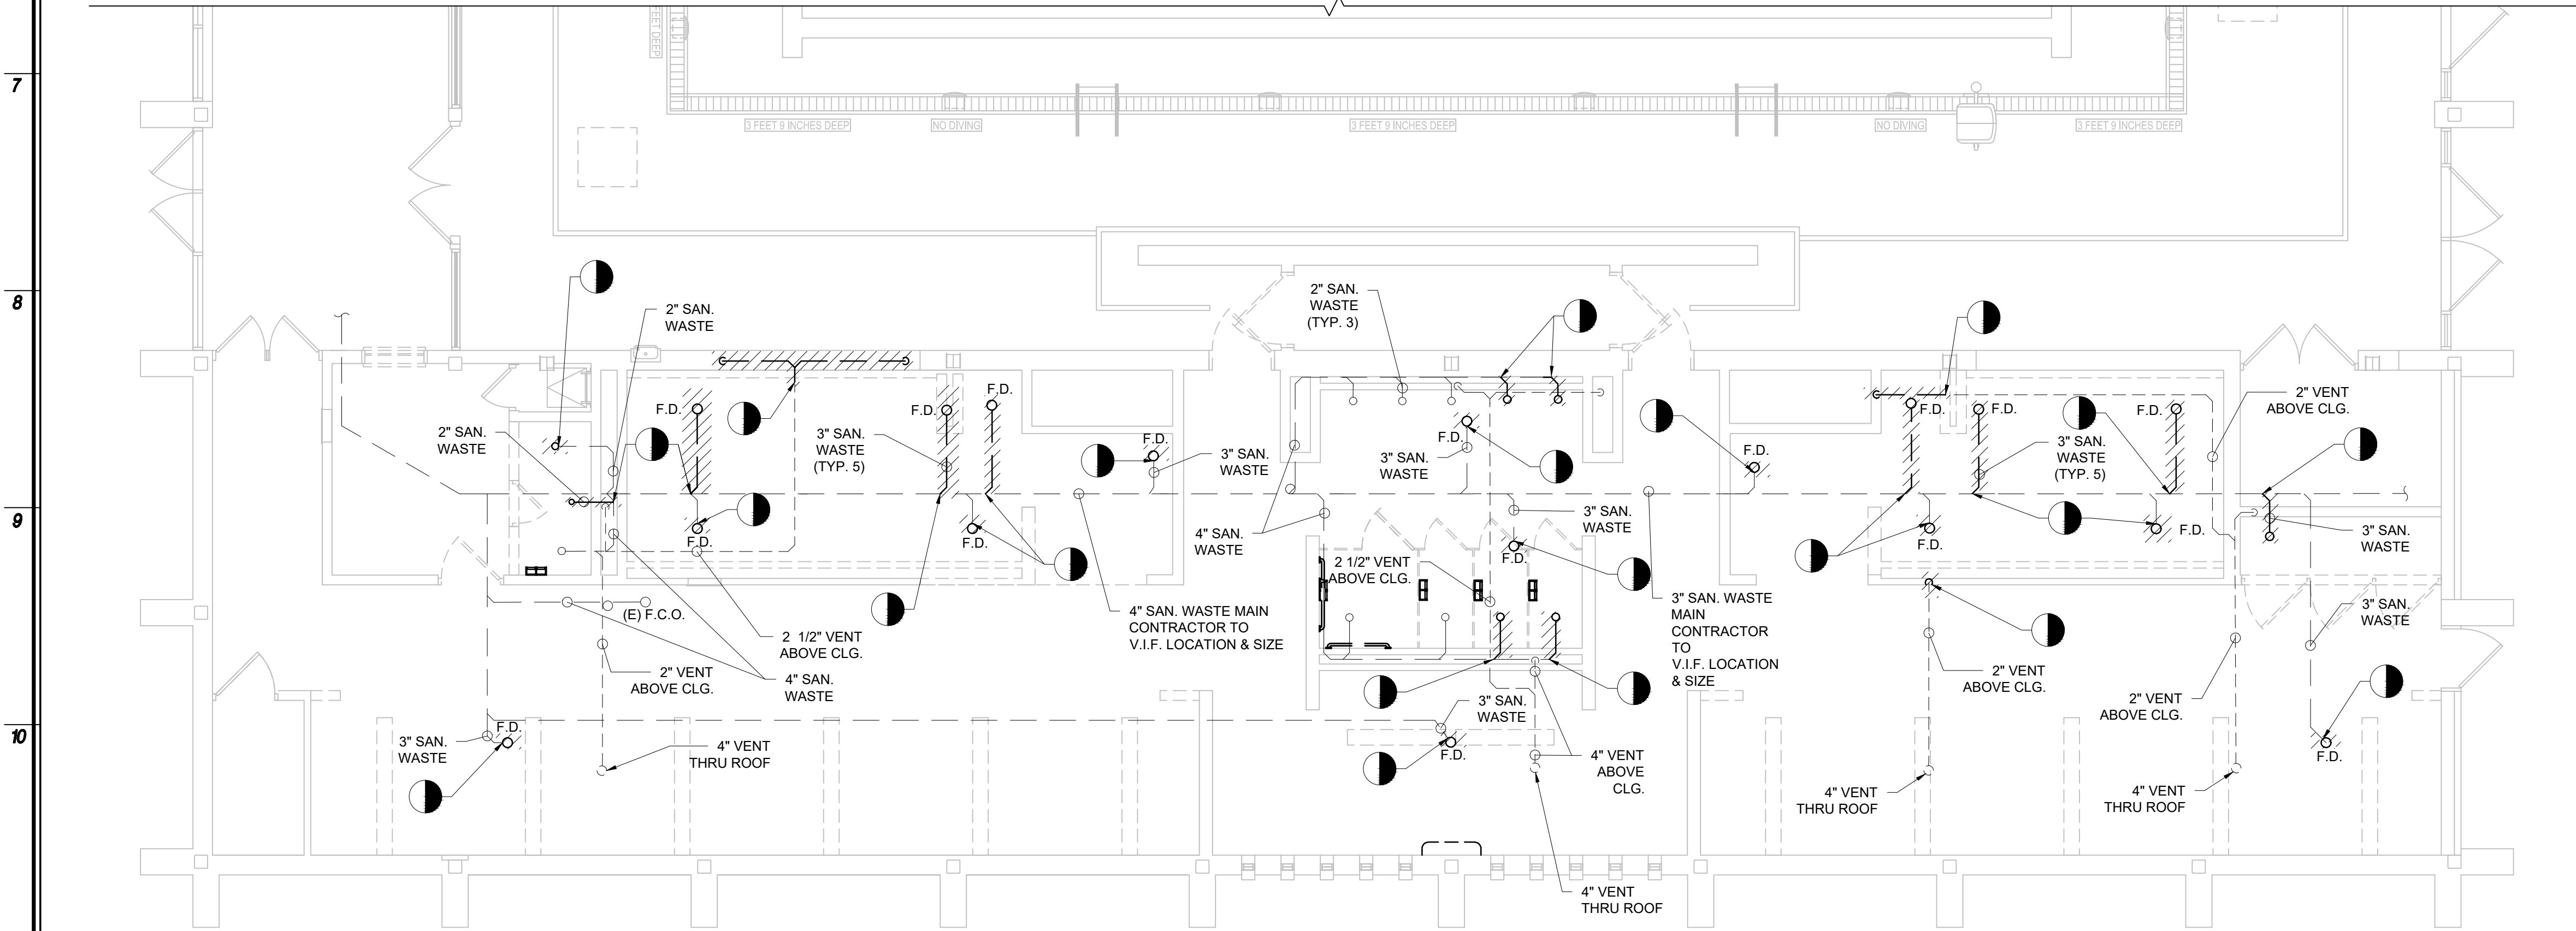 7
8
9
10
FEET DEEP
3 FEET 9 INCHES DEEP
NO DIVING
3 FEET 9 INCHES DEEP
NO DIVING
3 FEET 9 INCHES DEEP
2" SAN.
WASTE
2" SAN.
WASTE
(TYP. 3)
F.D.
F.D.
F.D.
2" SAN.
WASTE
3" SAN.
WASTE
(TYP. 5)
F.D.
3" SAN.
WASTE
F.D.
3" SAN.
WASTE
F.D.
F.D.
F.D.
F.D.
3" SAN.
WASTE
(TYP. 5)
2" VENT
ABOVE CLG.
F.D.
F.D.
4" SAN.
WASTE
3" SAN.
WASTE
F.D.
2 1/2" VENT
ABOVE CLG.
F.D.
F.D.
3" SAN.
WASTE
(E) F.C.O.
2 1/2" VENT
ABOVE CLG.
4" SAN. WASTE MAIN
CONTRACTOR TO
V.I.F. LOCATION & SIZE
3" SAN. WASTE
MAIN
CONTRACTOR
TO
V.I.F. LOCATION
& SIZE
3" SAN.
WASTE
2" VENT
ABOVE CLG.
4" SAN.
WASTE
2" VENT
ABOVE CLG.
2" VENT
ABOVE CLG.
3" SAN.
WASTE
F.D.
3" SAN.
WASTE
F.D.
4" VENT
THRU ROOF
F.D.
4" VENT
ABOVE
CLG.
4" VENT
THRU ROOF
4" VENT
THRU ROOF
4" VENT
THRU ROOF